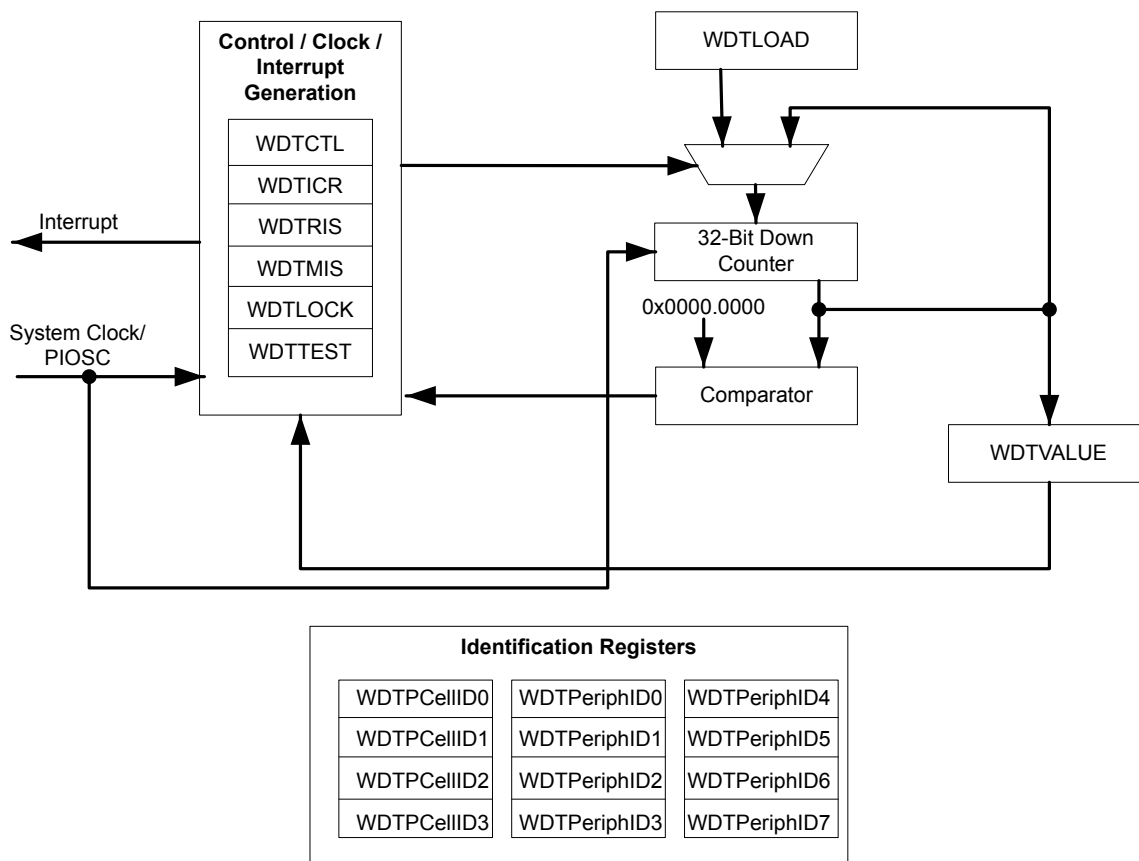 Control / Clock /
Interrupt
Generation
WDTCTL
WDTICR
WDTRIS
WDTMIS
WDTLOCK
WDTTEST
Interrupt
System Clock/
PIOSC
WDTLOAD
32-Bit Down
Counter
0x0000.0000
Comparator
WDTVALUE
Identification Registers
WDTPCellID0 WDTPeriphID0 WDTPeriphID4
WDTPCellID1 WDTPeriphID1 WDTPeriphID5
WDTPCellID2 WDTPeriphID2 WDTPeriphID6
WDTPCellID3 WDTPeriphID3 WDTPeriphID7